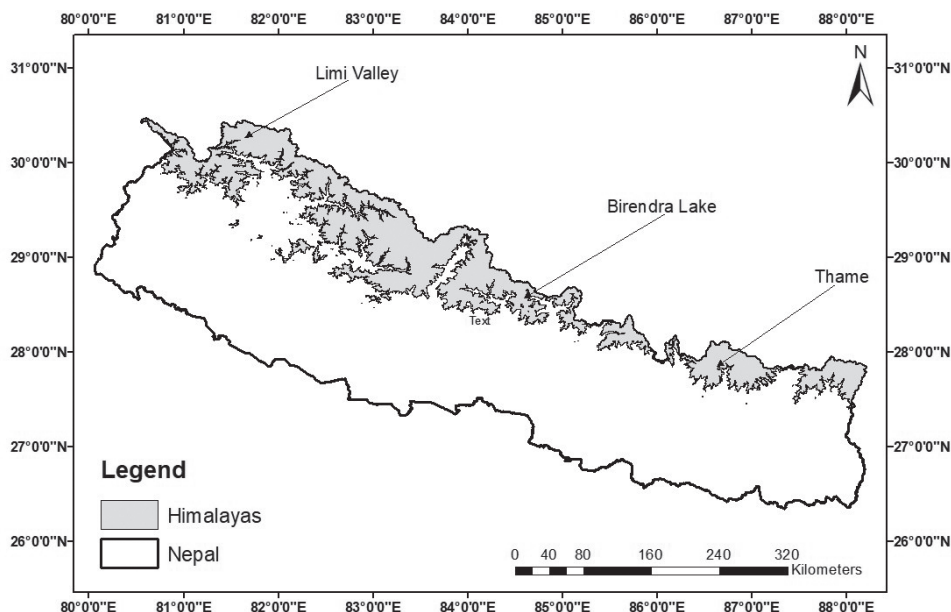 80°0'0"E 81°0'0"E 82°0'0"E 83°0'0"E 84°0'0"E 85°0'0"E 86°0'0"E 87°0'0"E 88°0'0"E
N
31°0'0"N 31°0'0"N
Limi Valley
30°0'0"N 30°0'0"N
Birendra Lake
29°0'0"N 29°0'0"N
Thame
Text
28°0'0"N 28°0'0"N
27°0'0"N 27°0'0"N
Legend
Himalayas
26°0'0"N Nepal 26°0'0"N
0 40 80 160 240 320
Kilometers
80°0'0"E 81°0'0"E 82°0'0"E 83°0'0"E 84°0'0"E 85°0'0"E 86°0'0"E 87°0'0"E 88°0'0"E